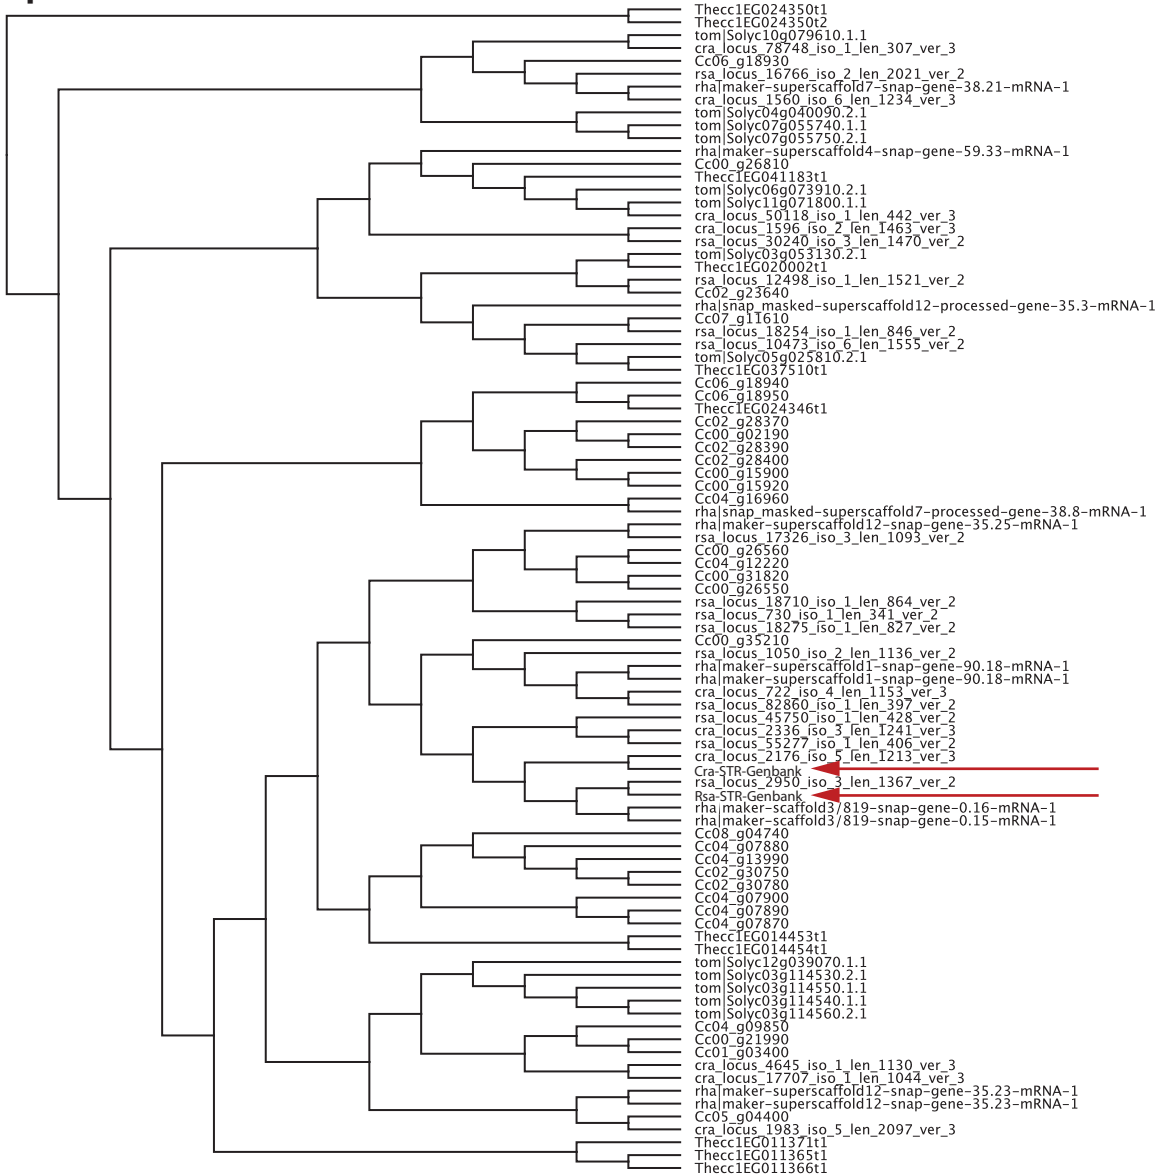 Thecc1EG024350t1
Thecc1EG024350t2
tom|Solyc10g079610.1.1
cra_locus_78748_iso_1_len_307_ver_3
Cc06_g18930
rsa_locus_16766_iso_2_len_2021_ver_2
rha|maker-superscaffold7-snap-gene-38.21-mRNA-1
cra_locus_1560_iso_6_len_1234_ver_3
tom|Solyc04g040090.2.1
tom|Solyc07g055740.1.1
tom|Solyc07g055750.2.1
rha|maker-superscaffold4-snap-gene-59.33-mRNA-1
Cc00_g26810
Thecc1EG041183t1
tom|Solyc06g073910.2.1
tom|Solyc11g071800.1.1
cra_locus_50118_iso_1_len_442_ver_3
cra_locus_1596_iso_2_len_1463_ver_3
rsa_locus_30240_iso_3_len_1470_ver_2
tom|Solyc03g053130.2.1
Thecc1EG020002t1
rsa_locus_12498_iso_1_len_1521_ver_2
Cc02_g23640
rha|snap_masked-superscaffold12-processed-gene-35.3-mRNA-1
Cc07_g11610
rsa_locus_18254_iso_1_len_846_ver_2
rsa_locus_10473_iso_6_len_1555_ver_2
tom|Solyc05g025810.2.1
Thecc1EG037510t1
Cc06_g18940
Cc06_g18950
Thecc1EG024346t1
Cc02_g28370
Cc00_g02190
Cc02_g28390
Cc02_g28400
Cc00_g15900
Cc00_g15920
Cc04_g16960
rha|snap_masked-superscaffold7-processed-gene-38.8-mRNA-1
rha|maker-superscaffold12-snap-gene-35.25-mRNA-1
rsa_locus_17326_iso_3_len_1093_ver_2
Cc00_g26560
Cc04_g12220
Cc00_g31820
Cc00_g26550
rsa_locus_18710_iso_1_len_864_ver_2
rsa_locus_730_iso_1_len_341_ver_2
rsa_locus_18275_iso_1_len_827_ver_2
Cc00_g35210
rsa_locus_1050_iso_2_len_1136_ver_2
rha|maker-superscaffold1-snap-gene-90.18-mRNA-1
rha|maker-superscaffold1-snap-gene-90.18-mRNA-1
cra_locus_722_iso_4_len_1153_ver_3
rsa_locus_82860_iso_1_len_397_ver_2
rsa_locus_45750_iso_1_len_428_ver_2
cra_locus_2336_iso_3_len_1241_ver_3
rsa_locus_55277_iso_1_len_406_ver_2
cra_locus_2176_iso_5_len_1213_ver_3
Cra-STR-Genbank
rsa_locus_2950_iso_3_len_1367_ver_2
Rsa-STR-Genbank
rha|maker-scaffold3/819-snap-gene-0.16-mRNA-1
rha|maker-scaffold3/819-snap-gene-0.15-mRNA-1
Cc08_g04740
Cc04_g07880
Cc04_g13990
Cc02_g30750
Cc02_g30780
Cc04_g07900
Cc04_g07890
Cc04_g07870
Thecc1EG014453t1
Thecc1EG014454t1
tom|Solyc12g039070.1.1
tom|Solyc03g114530.2.1
tom|Solyc03g114550.1.1
tom|Solyc03g114540.1.1
tom|Solyc03g114560.2.1
Cc04_g09850
Cc00_g21990
Cc01_g03400
cra_locus_4645_iso_1_len_1130_ver_3
cra_locus_17707_iso_1_len_1044_ver_3
rha|maker-superscaffold12-snap-gene-35.23-mRNA-1
rha|maker-superscaffold12-snap-gene-35.23-mRNA-1
Cc05_g04400
cra_locus_1983_iso_5_len_2097_ver_3
Thecc1EG011371t1
Thecc1EG011365t1
Thecc1EG011366t1